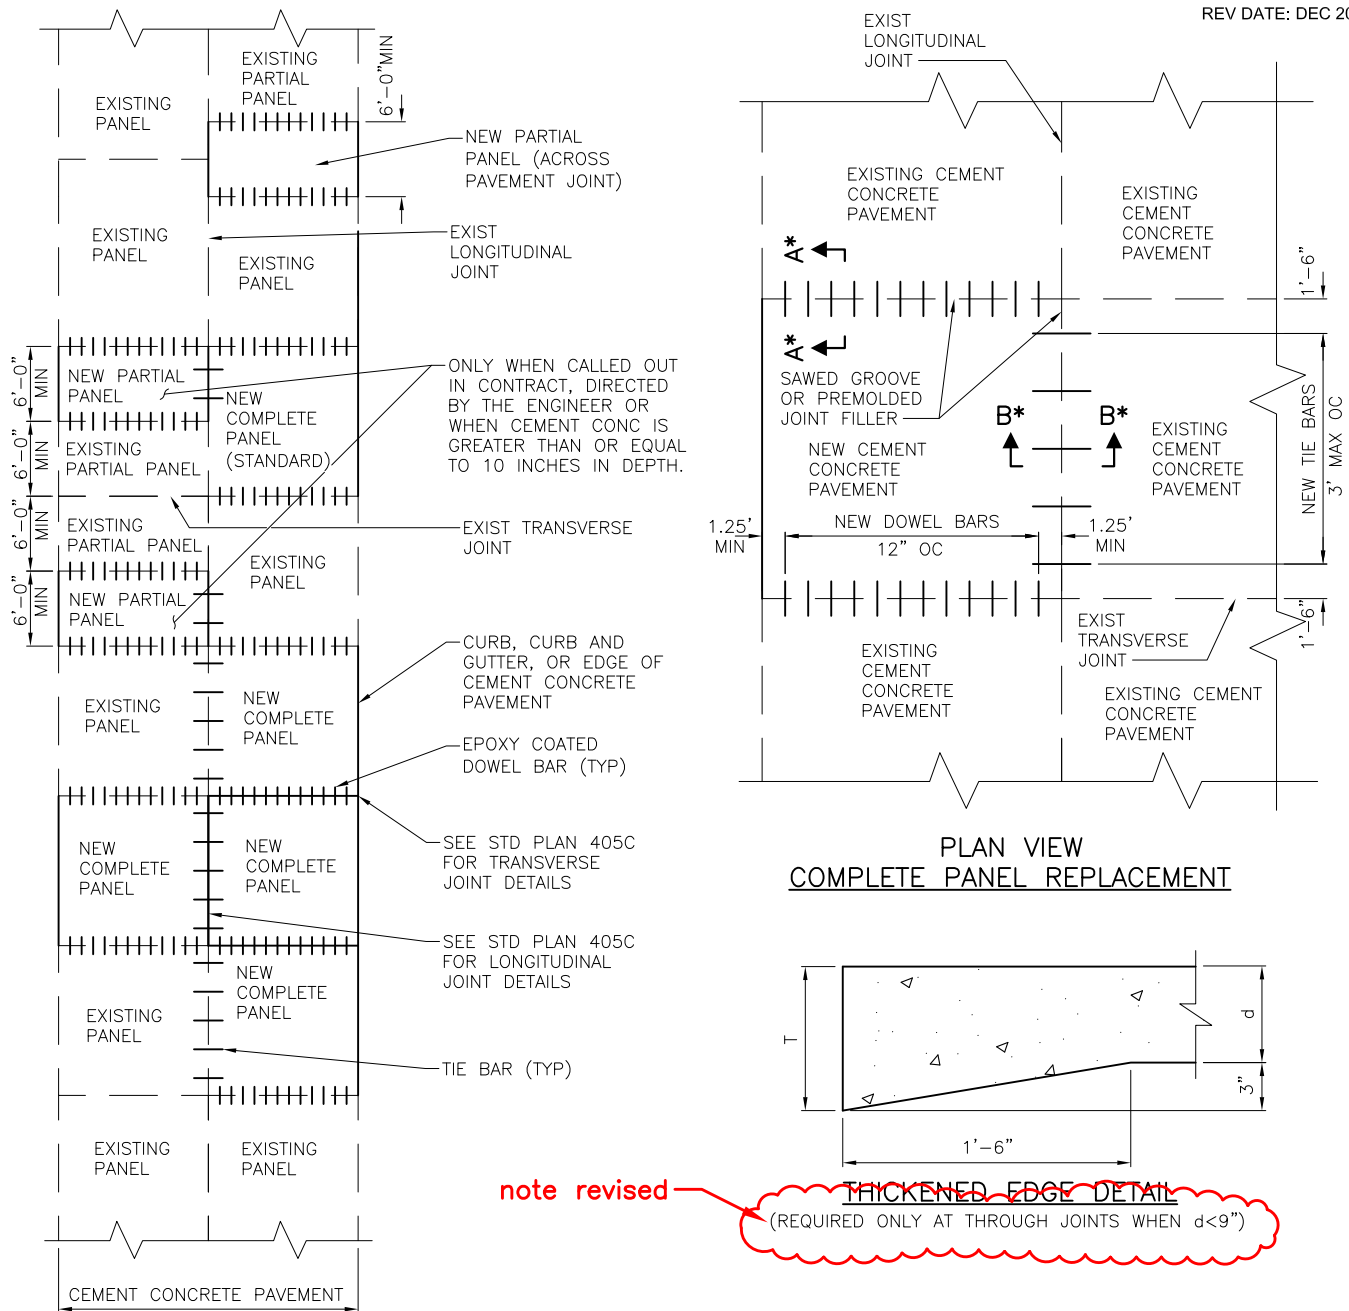 REV DATE: DEC 20
EXISTING
PARTIAL
PANEL
6'-0"MIN
EXISTING
PANEL
NEW PARTIAL
PANEL (ACROSS
PAVEMENT JOINT)
EXISTING
PANEL
EXIST
LONGITUDINAL
JOINT
EXISTING
PANEL
6'-0"
MIN
NEW PARTIAL
PANEL
ONLY WHEN CALLED OUT
IN CONTRACT, DIRECTED
BY THE ENGINEER OR
WHEN CEMENT CONC IS
GREATER THAN OR EQUAL
TO 10 INCHES IN DEPTH.
NEW
COMPLETE
PANEL
(STANDARD)
6'-0"
MIN
EXISTING
PARTIAL PANEL
6'-0"
MIN
EXISTING
PARTIAL PANEL
EXIST TRANSVERSE
JOINT
EXISTING
PANEL
6'-0"
MIN
NEW PARTIAL
PANEL
CURB, CURB AND
GUTTER, OR EDGE OF
CEMENT CONCRETE
PAVEMENT
EXISTING
PANEL
NEW
COMPLETE
PANEL
EPOXY COATED
DOWEL BAR (TYP)
NEW
COMPLETE
PANEL
NEW
COMPLETE
PANEL
SEE STD PLAN 405C
FOR TRANSVERSE
JOINT DETAILS
SEE STD PLAN 405C
FOR LONGITUDINAL
JOINT DETAILS
NEW
COMPLETE
PANEL
EXISTING
PANEL
TIE BAR (TYP)
EXISTING
PANEL
EXISTING
PANEL
CEMENT CONCRETE PAVEMENT
EXIST
LONGITUDINAL
JOINT
EXISTING CEMENT
CONCRETE
PAVEMENT
EXISTING
CEMENT
CONCRETE
PAVEMENT
A*
A*
1'-6"
SAWED GROOVE
OR PREMOLDED
JOINT FILLER
B*
B*
NEW CEMENT
CONCRETE
PAVEMENT
EXISTING
CEMENT
CONCRETE
PAVEMENT
NEW TIE BARS
3' MAX OC
1.25'
MIN
NEW DOWEL BARS
12" OC
1.25'
MIN
1'-6"
EXIST
TRANSVERSE
JOINT
EXISTING
CEMENT
CONCRETE
PAVEMENT
EXISTING CEMENT
CONCRETE
PAVEMENT
PLAN VIEW
COMPLETE PANEL REPLACEMENT
T
d
3"
1'-6"
THICKENED EDGE DETAIL
(REQUIRED ONLY AT THROUGH JOINTS WHEN d<9")
note revised